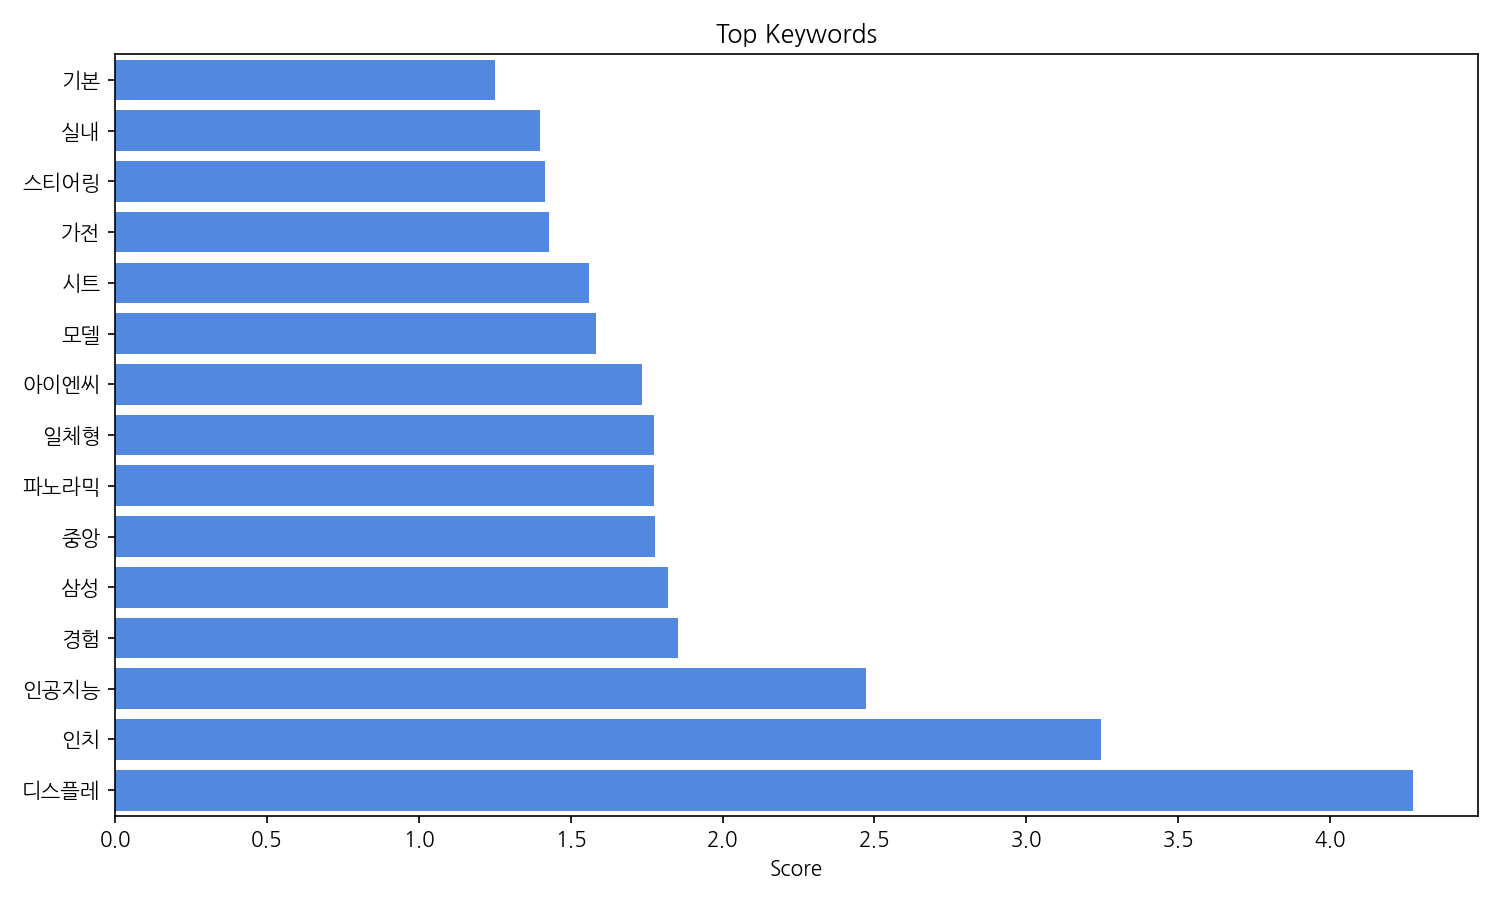 Top Keywords
기본
실내
스티어링
가전
시트
모델
아이엔씨
일체형
파노라믹
중앙
삼성
경험
인공지능
인치
디스플레
0.0 0.5 1.0 1.5 2.0 2.5 3.0 3.5 4.0
Score